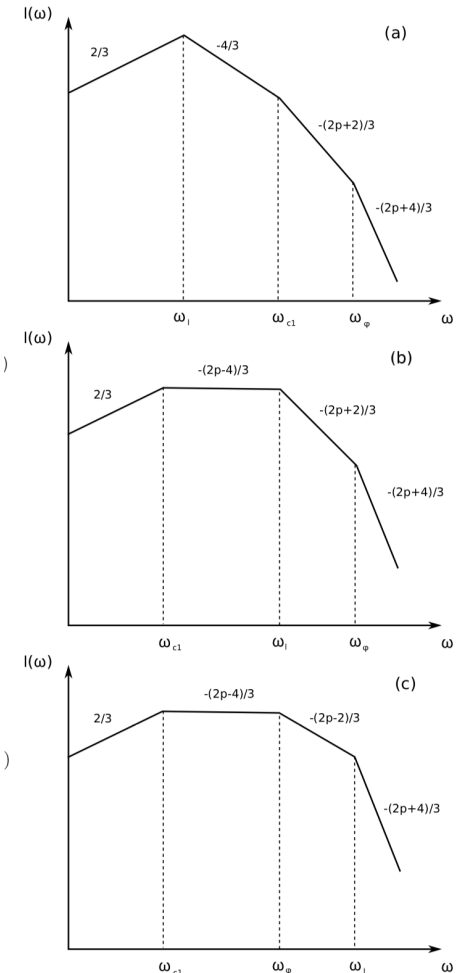 I(ω)
(a)
2/3
-4/3
-(2p+2)/3
-(2p+4)/3
ω_l ω_c1 ω_φ ω
I(ω)
)
(b)
-(2p-4)/3
2/3
-(2p+2)/3
-(2p+4)/3
ω_c1 ω_l ω_φ ω
I(ω)
(c)
-(2p-4)/3
2/3
-(2p-2)/3
)
-(2p+4)/3
ω_c1 ω_φ ω_l ω